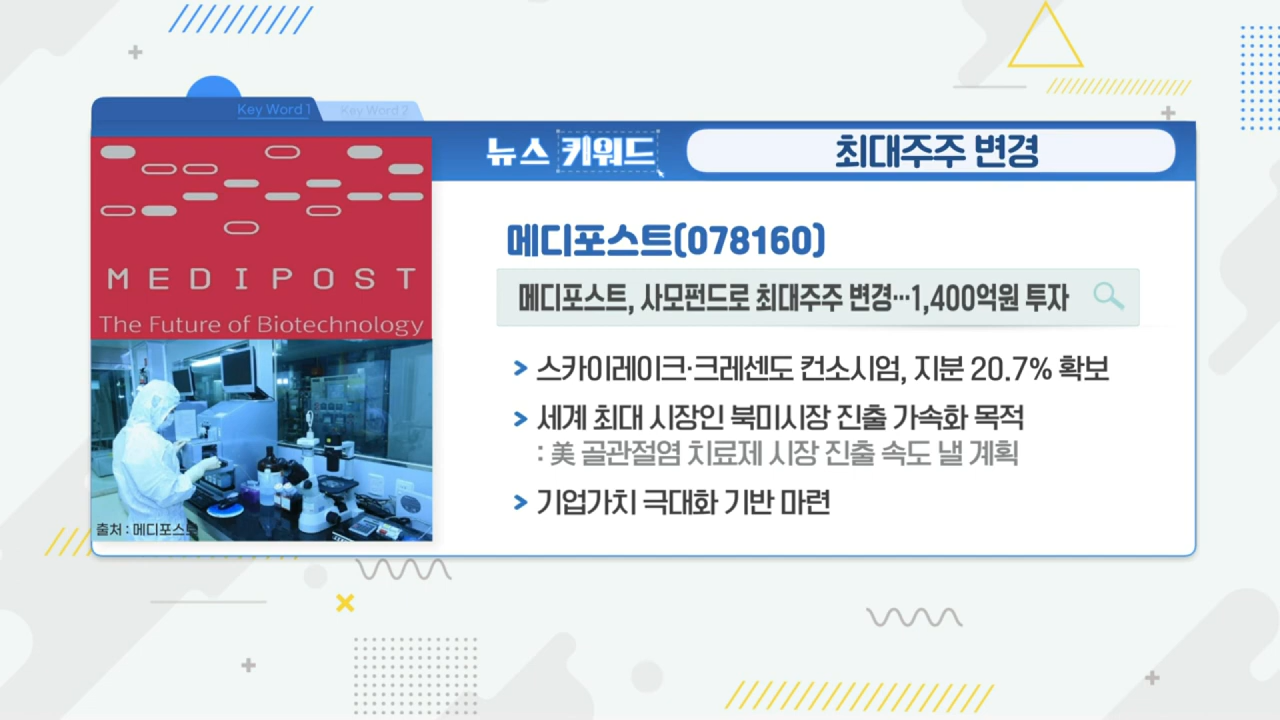 Key Word 1
Key Word 2
뉴스 키워드
최대주주 변경
MEDIPOST
The Future of Biotechnology
출처 : 메디포스트
메디포스트(078160)
메디포스트, 사모펀드로 최대주주 변경…1,400억원 투자
> 스카이레이크·크레센도 컨소시엄, 지분 20.7% 확보
> 세계 최대 시장인 북미시장 진출 가속화 목적
: 美 골관절염 치료제 시장 진출 속도 낼 계획
> 기업가치 극대화 기반 마련